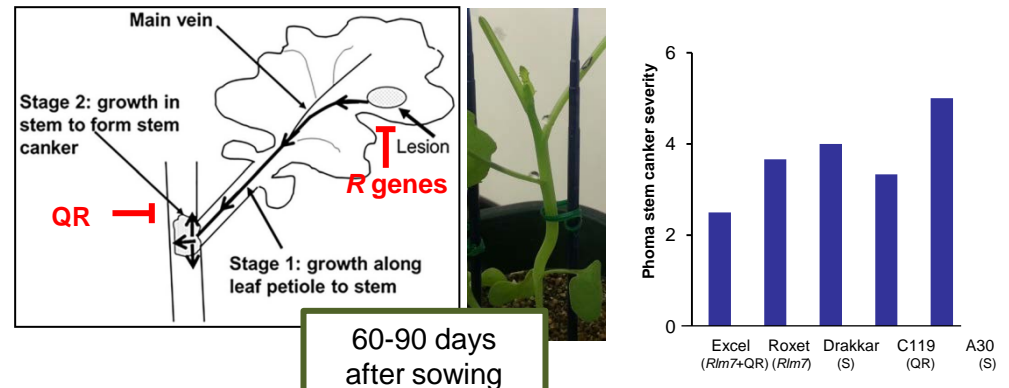 Main vein
Stage 2: growth in
stem to form stem
canker
Lesion
R genes
QR
Stage 1: growth along
leaf petiole to stem
60-90 days
after sowing
Phoma stem canker severity
6
4
2
0
Excel Roxet Drakkar C119 A30
(Rlm7+QR) (Rlm7) (S) (QR) (S)